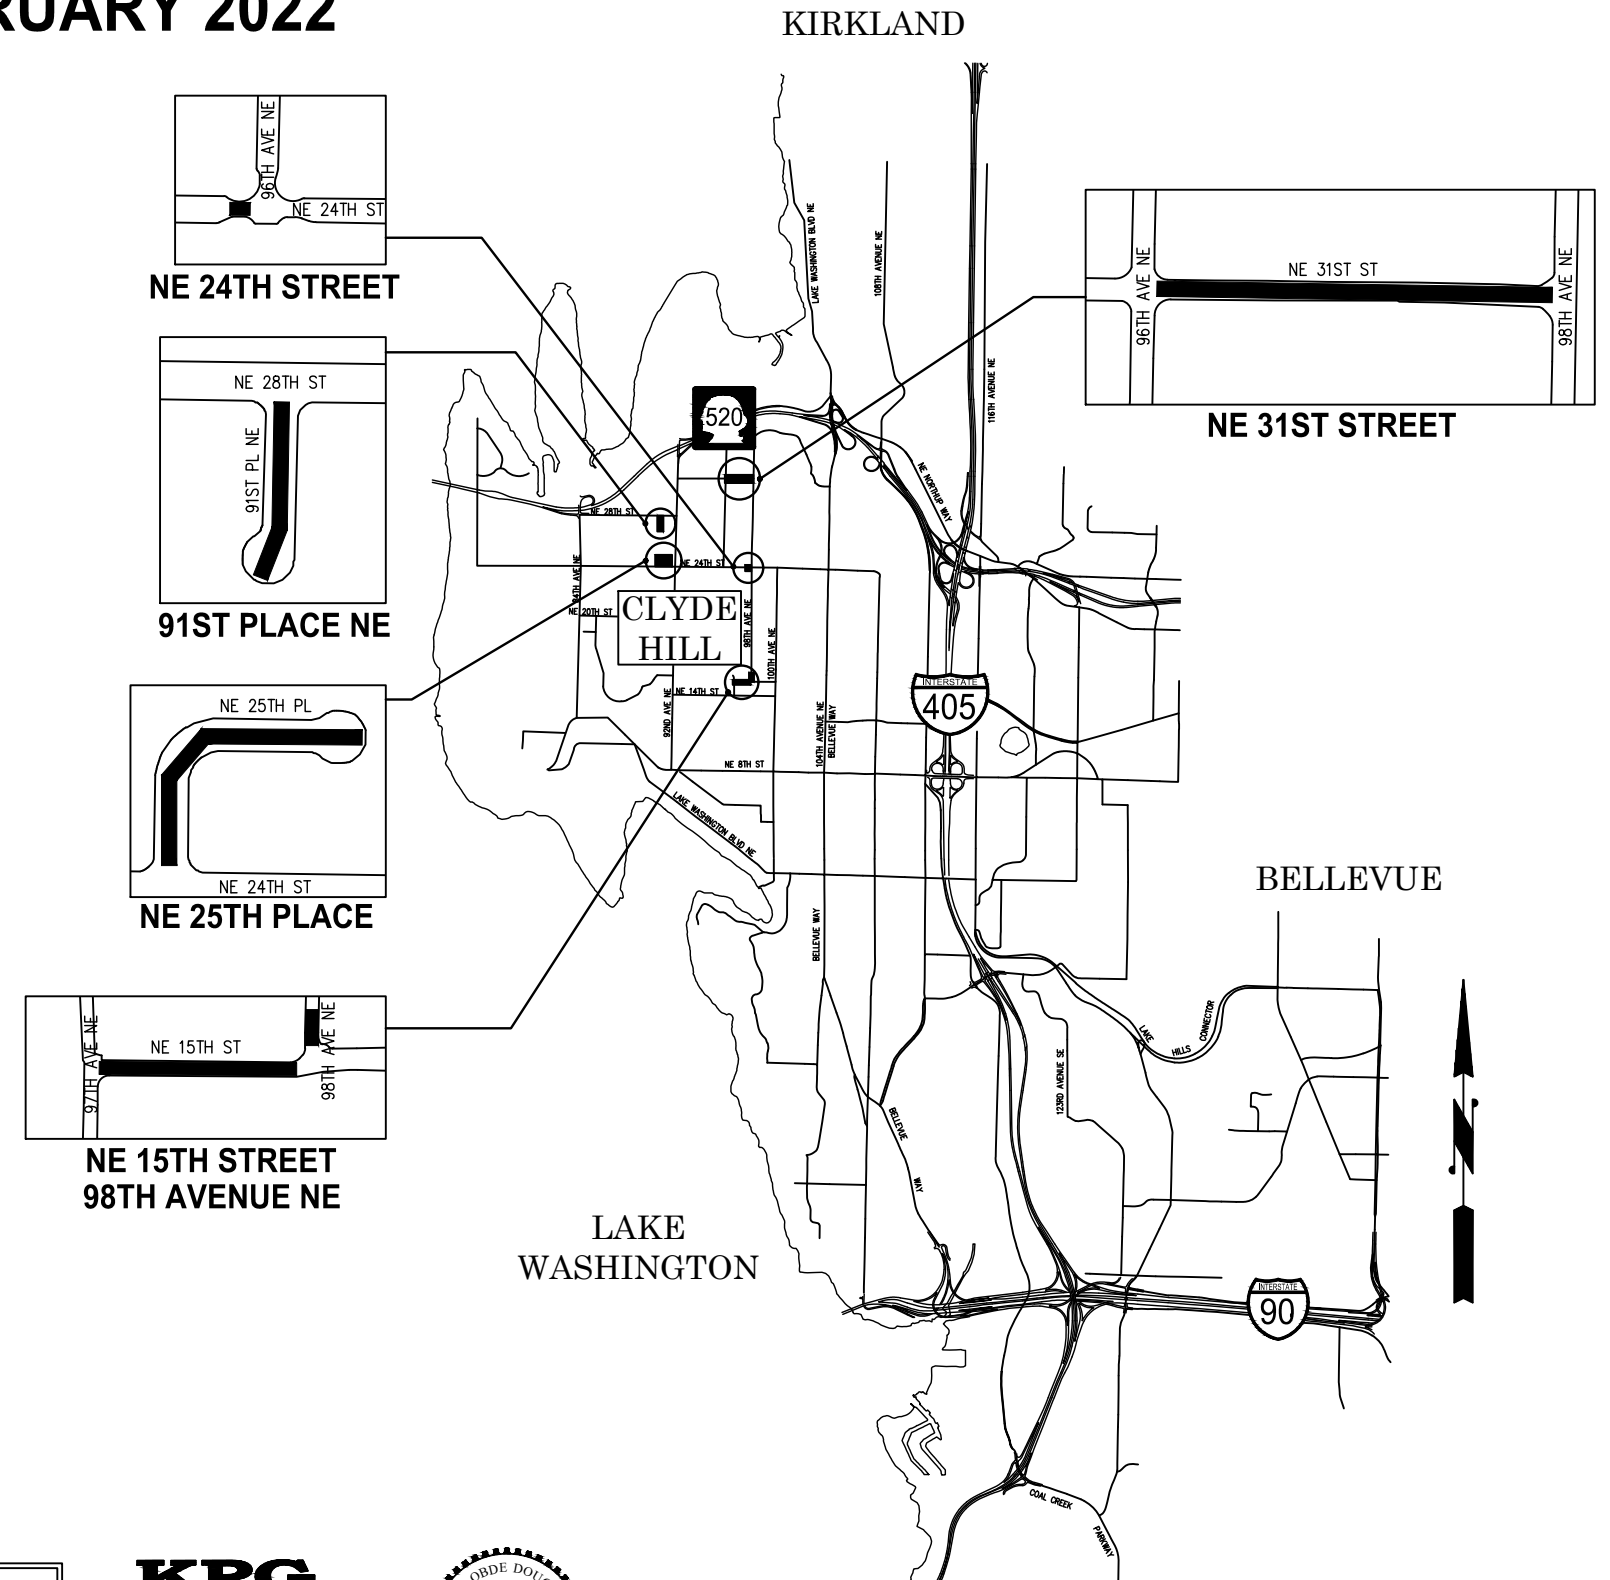 RUARY 2022
KIRKLAND
96TH AVE NE
NE 24TH ST
NE 24TH STREET
NE 28TH ST
91ST PL NE
91ST PLACE NE
NE 25TH PL
NE 24TH ST
NE 25TH PLACE
97TH AVE NE
NE 15TH ST
98TH AVE NE
NE 15TH STREET
98TH AVENUE NE
96TH AVE NE
NE 31ST ST
98TH AVE NE
NE 31ST STREET
LAKE WASHINGTON BLVD NE
108TH AVENUE NE
116TH AVENUE NE
520
NE NORTHUP WAY
NE 28TH ST
84TH AVE NE
NE 24TH ST
NE 20TH ST
CLYDE
HILL
98TH AVE NE
100TH AVE NE
92ND AVE NE
NE 14TH ST
104TH AVENUE NE
BELLEVUE WAY
INTERSTATE
405
NE 8TH ST
LAKE WASHINGTON BLVD NE
BELLEVUE
BELLEVUE WAY
LAKE
HILLS
CONNECTOR
123RD AVENUE SE
BELLEVUE
WAY
LAKE
WASHINGTON
INTERSTATE
90
N
COAL CREEK
PARKWAY
KPG
OBDE DOU